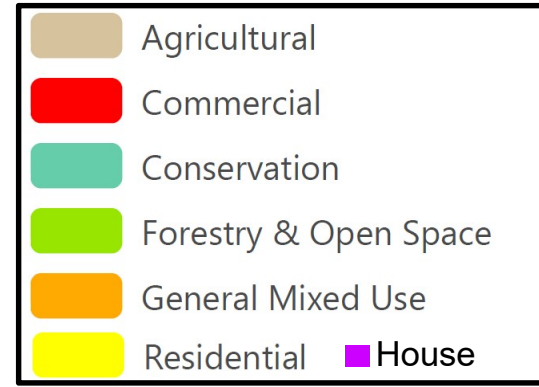 Agricultural
Commercial
Conservation
Forestry & Open Space
General Mixed Use
Residential House